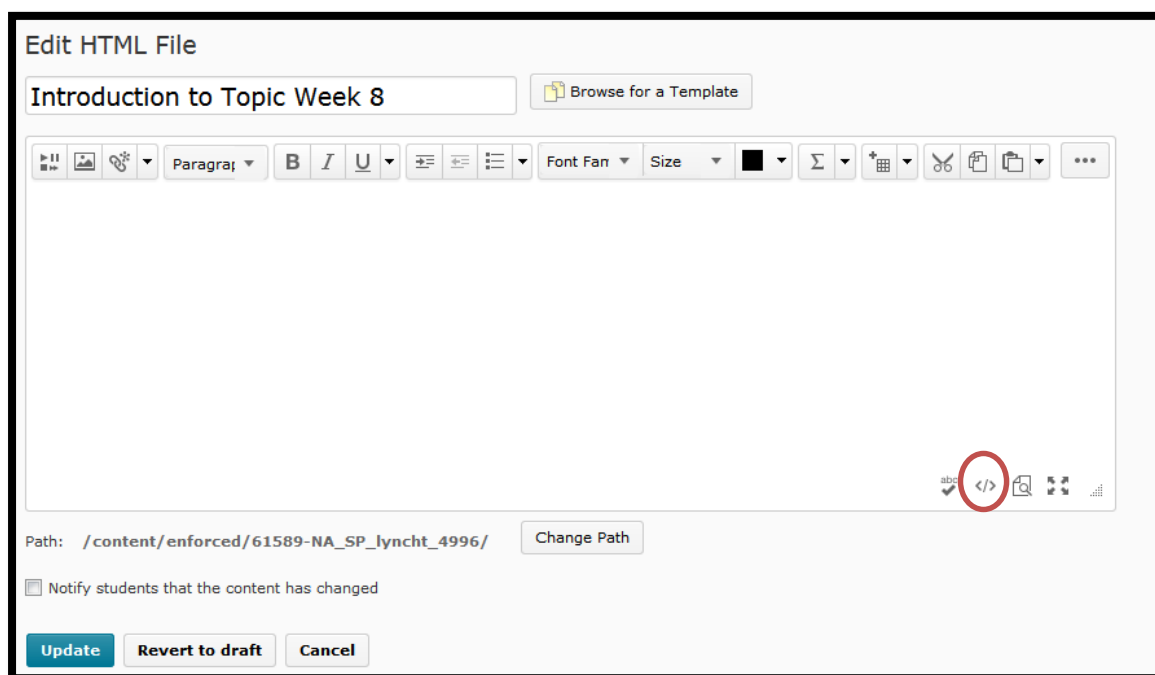 Edit HTML File
Introduction to Topic Week 8 Browse for a Template
Paragrap B I U Font Fan Size Σ ...
abc </>
Path: /content/enforced/61589-NA_SP_lyncht_4996/ Change Path
Notify students that the content has changed
Update Revert to draft Cancel